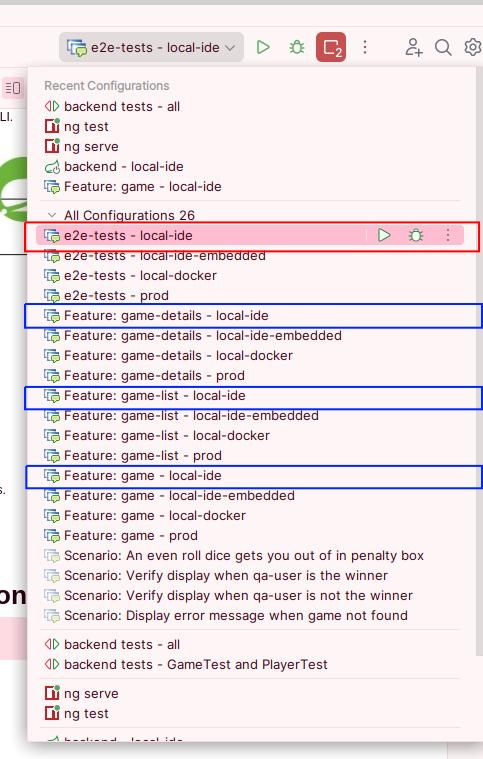 e2e-tests - local-ide
2
LI.
Recent Configurations
backend tests - all
ng test
ng serve
backend - local-ide
Feature: game - local-ide
All Configurations 26
e2e-tests - local-ide
e2e-tests - local-ide-embedded
e2e-tests - local-docker
e2e-tests - prod
Feature: game-details - local-ide
Feature: game-details - local-ide-embedded
Feature: game-details - local-docker
Feature: game-details - prod
Feature: game-list - local-ide
Feature: game-list - local-ide-embedded
Feature: game-list - local-docker
Feature: game-list - prod
Feature: game - local-ide
s.
Feature: game - local-ide-embedded
Feature: game - local-docker
Feature: game - prod
Scenario: An even roll dice gets you out of in penalty box
Scenario: Verify display when qa-user is the winner
Scenario: Verify display when qa-user is not the winner
on
Scenario: Display error message when game not found
backend tests - all
backend tests - GameTest and PlayerTest
ng serve
ng test
backend - local-ide